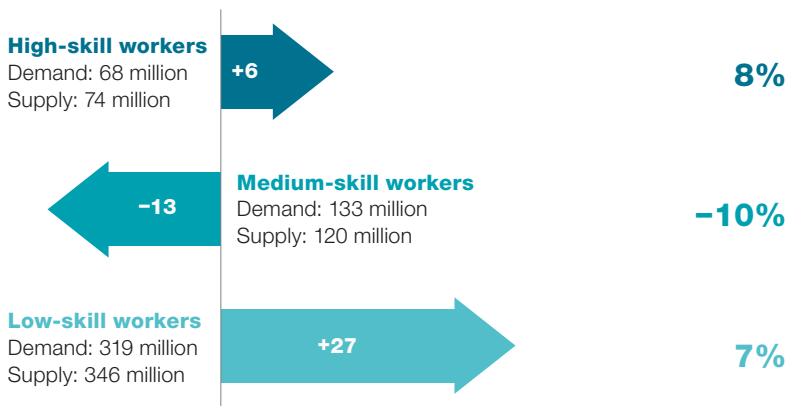 High-skill workers
Demand: 68 million
Supply: 74 million
+6
8%
Medium-skill workers
Demand: 133 million
Supply: 120 million
−13
−10%
Low-skill workers
Demand: 319 million
Supply: 346 million
+27
7%